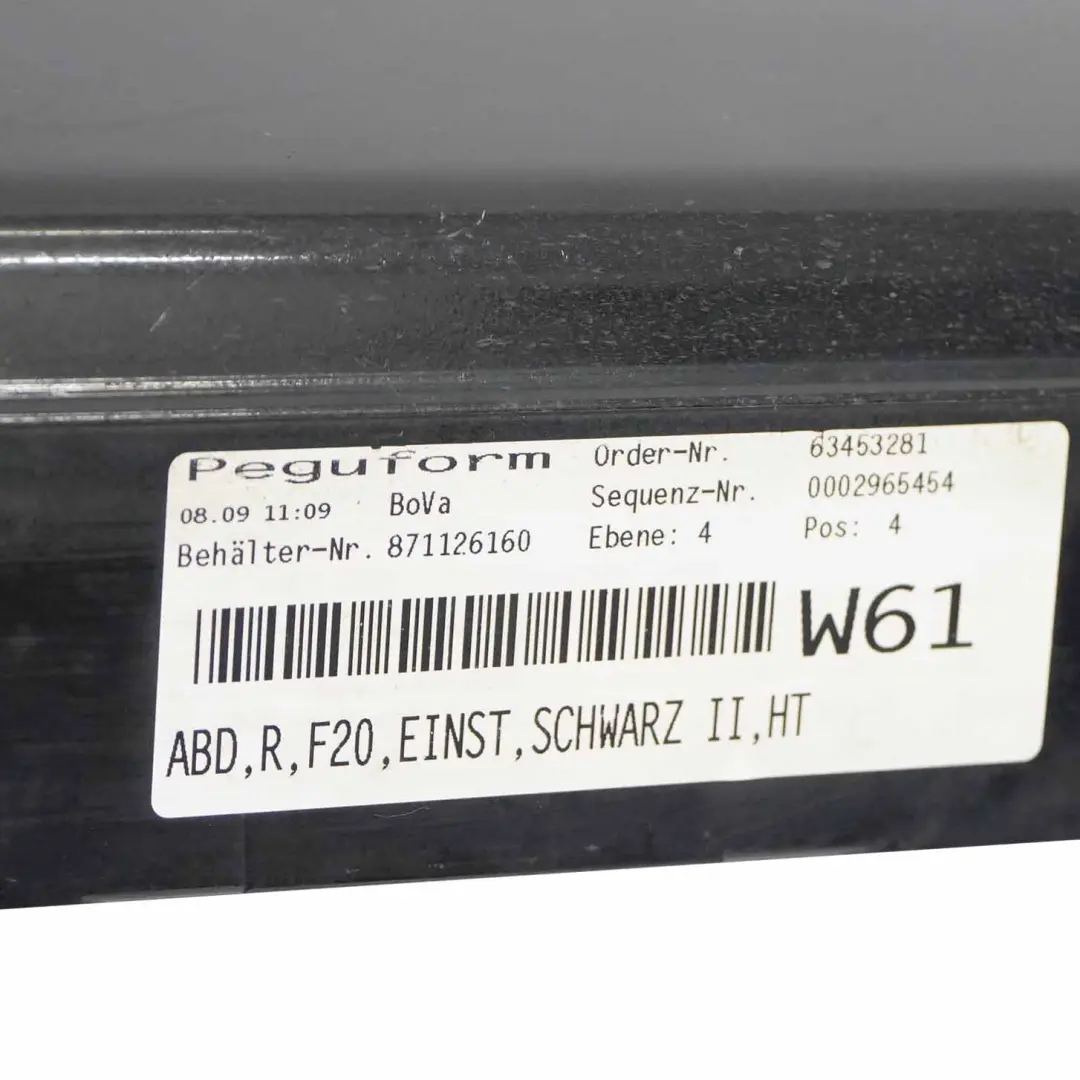 Peguform Order-Nr. 63453281
08.09 11:09 BoVa Sequenz-Nr. 0002965454
Behälter-Nr. 871126160 Ebene: 4 Pos: 4
W61
ABD,R,F20,EINST,SCHWARZ II,HT